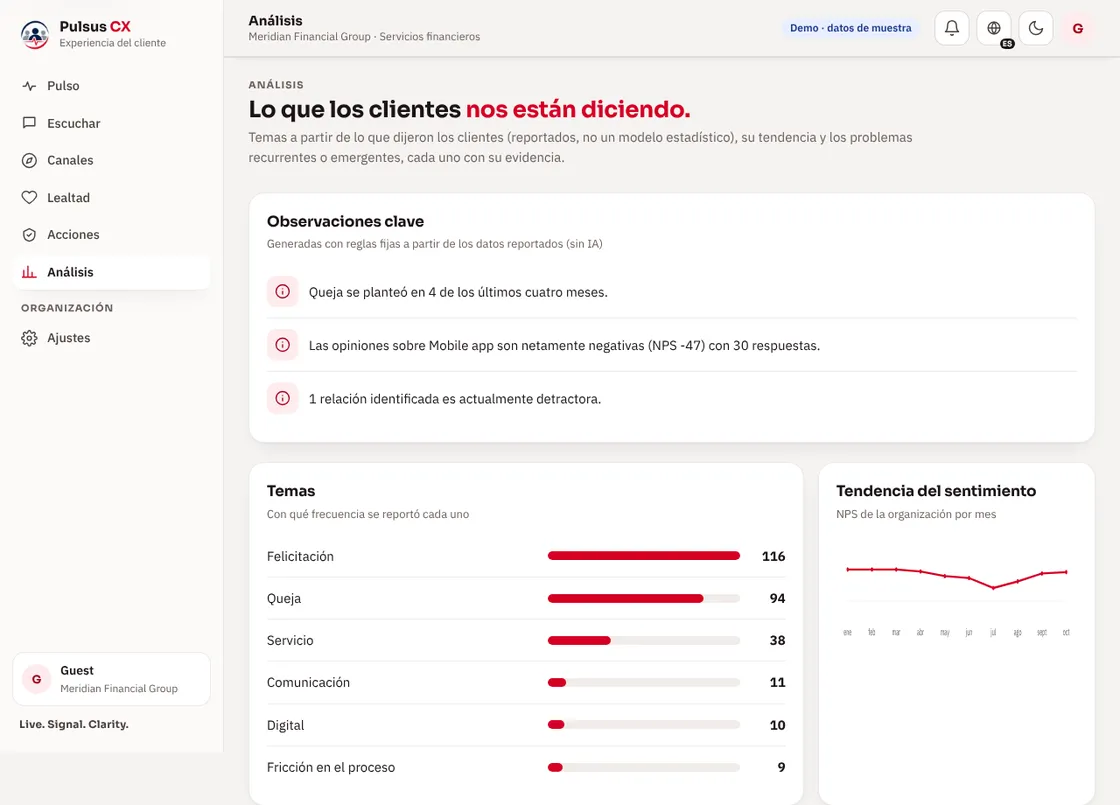 Pulsus CX
Experiencia del cliente
Pulso
Escuchar
Canales
Lealtad
Acciones
Análisis
ORGANIZACIÓN
Ajustes
G
Guest
Meridian Financial Group
Live. Signal. Clarity.
Análisis
Meridian Financial Group · Servicios financieros
Demo · datos de muestra
ES
G
ANÁLISIS
Lo que los clientes nos están diciendo.
Temas a partir de lo que dijeron los clientes (reportados, no un modelo estadístico), su tendencia y los problemas
recurrentes o emergentes, cada uno con su evidencia.
Observaciones clave
Generadas con reglas fijas a partir de los datos reportados (sin IA)
Queja se planteó en 4 de los últimos cuatro meses.
Las opiniones sobre Mobile app son netamente negativas (NPS -47) con 30 respuestas.
1 relación identificada es actualmente detractora.
Temas
Con qué frecuencia se reportó cada uno
Felicitación 116
Queja 94
Servicio 38
Comunicación 11
Digital 10
Fricción en el proceso 9
Tendencia del sentimiento
NPS de la organización por mes
ene feb mar abr may jun jul ago sept oct